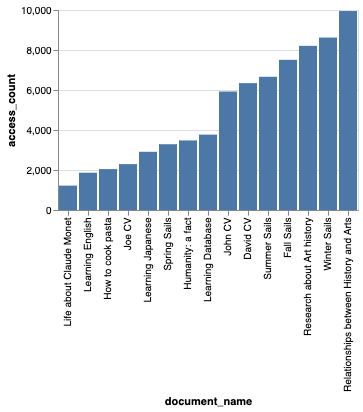 10,000
8,000
6,000
4,000
2,000
0
access_count
Life about Claude Monet
Learning English
How to cook pasta
Joe CV
Learning Japanese
Spring Sails
Humanity: a fact
Learning Database
John CV
David CV
Summer Sails
Fall Sails
Research about Art history
Winter Sails
Relationships between History and Arts
document_name